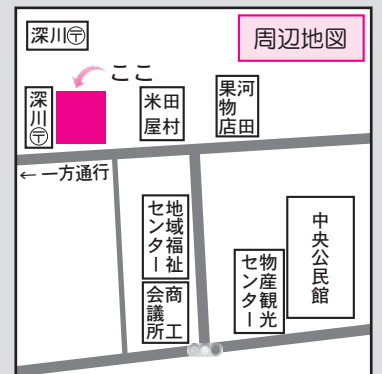 深川〶
周辺地図
ここ
深川〶
田村
米屋
河田
果物店
←一方通行
地域福祉
センター
商工
会議所
物産観光
センター
中央公民館